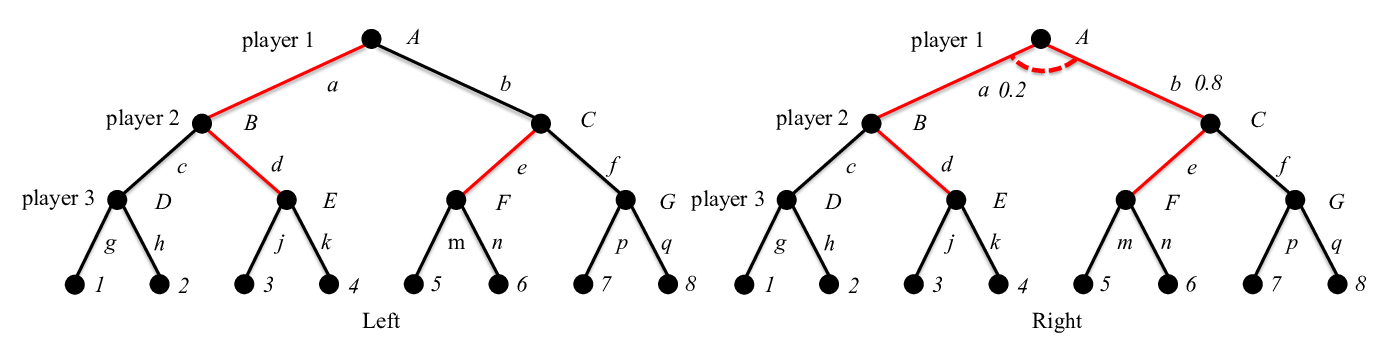 player 1 A
a b
player 2 B C
c d e f
player 3 D E F G
g h j k m n p q
1 2 3 4 5 6 7 8
Left
player 1 A
a 0.2 b 0.8
player 2 B C
c d e f
player 3 D E F G
g h j k m n p q
1 2 3 4 5 6 7 8
Right